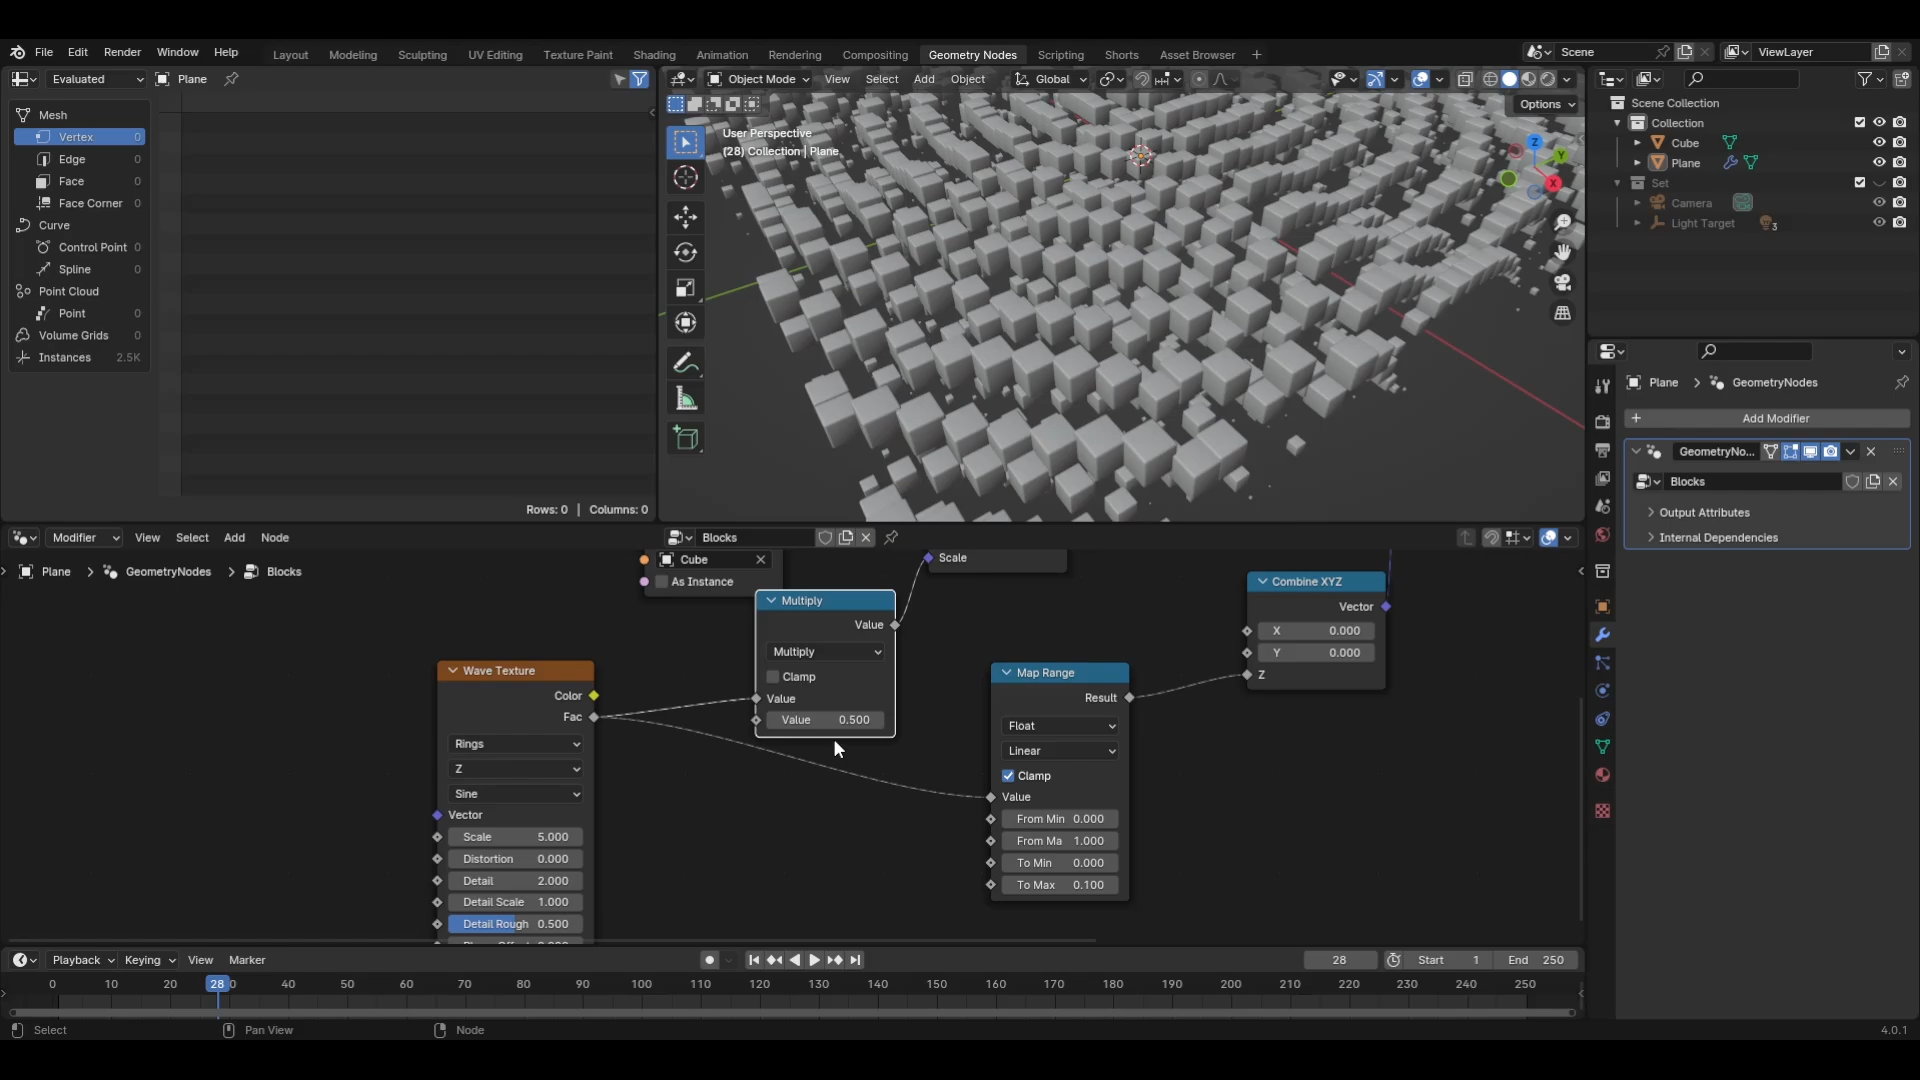 File Edit Render Window Help Layout Modeling Sculpting UV Editing Texture Paint Shading Animation Rendering Compositing Geometry Nodes Scripting Shorts Asset Browser + Scene ViewLayer
Evaluated Plane
Object Mode View Select Add Object Global
Options
Mesh
Vertex 0
Edge 0
Face 0
Face Corner 0
Curve
Control Point 0
Spline 0
Point Cloud
Point 0
Volume Grids 0
Instances 2.5K
Rows: 0 | Columns: 0
User Perspective
(28) Collection | Plane
Z
Y
X
Scene Collection
Collection
Cube
Plane
Set
Camera
Light Target 3
Plane > GeometryNodes
+ Add Modifier
GeometryNo...
Blocks
Output Attributes
Internal Dependencies
Modifier View Select Add Node Blocks
Plane > GeometryNodes > Blocks
Cube
As Instance
Scale
Multiply
Value
Multiply
Clamp
Value
Value 0.500
Wave Texture
Color
Fac
Rings
Z
Sine
Vector
Scale 5.000
Distortion 0.000
Detail 2.000
Detail Scale 1.000
Detail Rough 0.500
Map Range
Result
Float
Linear
Clamp
Value
From Min 0.000
From Ma 1.000
To Min 0.000
To Max 0.100
Combine XYZ
Vector
X 0.000
Y 0.000
Z
Playback Keying View Marker 28 Start 1 End 250
0 10 20 28 0 40 50 60 70 80 90 100 110 120 130 140 150 160 170 180 190 200 210 220 230 240 250
Select Pan View Node 4.0.1